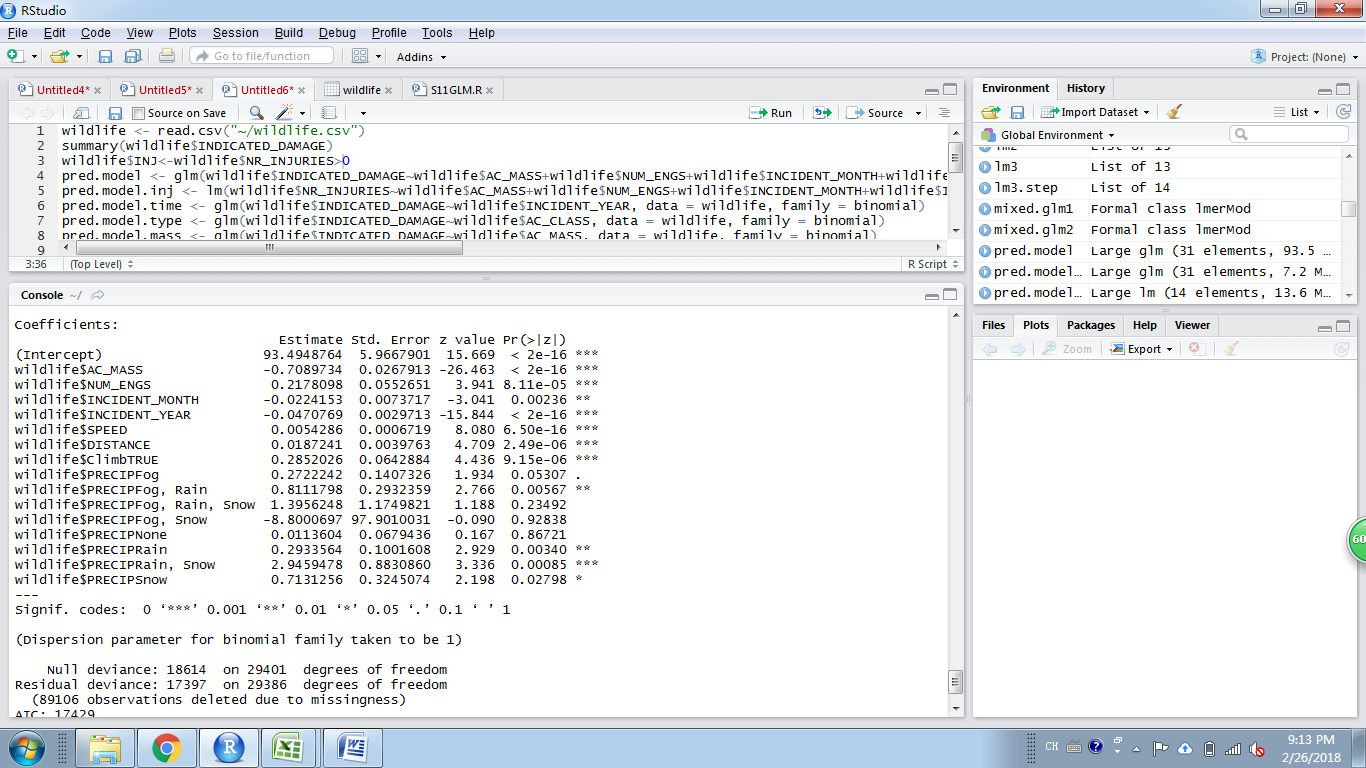 RStudio
File Edit Code View Plots Session Build Debug Profile Tools Help
Go to file/function Addins Project: (None)
Untitled4* Untitled5* Untitled6* wildlife S11GLM.R
Source on Save Run Source
1 wildlife <- read.csv("~/wildlife.csv")
2 summary(wildlife$INDICATED_DAMAGE)
3 wildlife$INJ<-wildlife$NR_INJURIES>0
4 pred.model <- glm(wildlife$INDICATED_DAMAGE~wildlife$AC_MASS+wildlife$NUM_ENGS+wildlife$INCIDENT_MONTH+wildlife
5 pred.model.inj <- lm(wildlife$NR_INJURIES~wildlife$AC_MASS+wildlife$NUM_ENGS+wildlife$INCIDENT_MONTH+wildlife$I
6 pred.model.time <- glm(wildlife$INDICATED_DAMAGE~wildlife$INCIDENT_YEAR, data = wildlife, family = binomial)
7 pred.model.type <- glm(wildlife$INDICATED_DAMAGE~wildlife$AC_CLASS, data = wildlife, family = binomial)
8 pred.model.mass <- glm(wildlife$INDICATED_DAMAGE~wildlife$AC_MASS, data = wildlife, family = binomial)
9
3:36 (Top Level) R Script
Console ~/
Coefficients:
Estimate Std. Error z value Pr(>|z|)
(Intercept) 93.4948764 5.9667901 15.669 < 2e-16 ***
wildlife$AC_MASS -0.7089734 0.0267913 -26.463 < 2e-16 ***
wildlife$NUM_ENGS 0.2178098 0.0552651 3.941 8.11e-05 ***
wildlife$INCIDENT_MONTH -0.0224153 0.0073717 -3.041 0.00236 **
wildlife$INCIDENT_YEAR -0.0470769 0.0029713 -15.844 < 2e-16 ***
wildlife$SPEED 0.0054286 0.0006719 8.080 6.50e-16 ***
wildlife$DISTANCE 0.0187241 0.0039763 4.709 2.49e-06 ***
wildlife$ClimbTRUE 0.2852026 0.0642884 4.436 9.15e-06 ***
wildlife$PRECIPFog 0.2722242 0.1407326 1.934 0.05307 .
wildlife$PRECIPFog, Rain 0.8111798 0.2932359 2.766 0.00567 **
wildlife$PRECIPFog, Rain, Snow 1.3956248 1.1749821 1.188 0.23492
wildlife$PRECIPFog, Snow -8.8000697 97.9010031 -0.090 0.92838
wildlife$PRECIPNone 0.0113604 0.0679436 0.167 0.86721
wildlife$PRECIPRain 0.2933564 0.1001608 2.929 0.00340 **
wildlife$PRECIPRain, Snow 2.9459478 0.8830860 3.336 0.00085 ***
wildlife$PRECIPSnow 0.7131256 0.3245074 2.198 0.02798 *
---
Signif. codes: 0 ‘***’ 0.001 ‘**’ 0.01 ‘*’ 0.05 ‘.’ 0.1 ‘ ’ 1
(Dispersion parameter for binomial family taken to be 1)
Null deviance: 18614 on 29401 degrees of freedom
Residual deviance: 17397 on 29386 degrees of freedom
(89106 observations deleted due to missingness)
AIC: 17429
Environment History
Import Dataset List
Global Environment
lm2 List of 13
lm3 List of 13
lm3.step List of 14
mixed.glm1 Formal class lmerMod
mixed.glm2 Formal class lmerMod
pred.model Large glm (31 elements, 93.5 …
pred.model… Large glm (31 elements, 7.2 M…
pred.model… Large lm (14 elements, 13.6 M…
Files Plots Packages Help Viewer
Zoom Export
60
CH
9:13 PM
2/26/2018